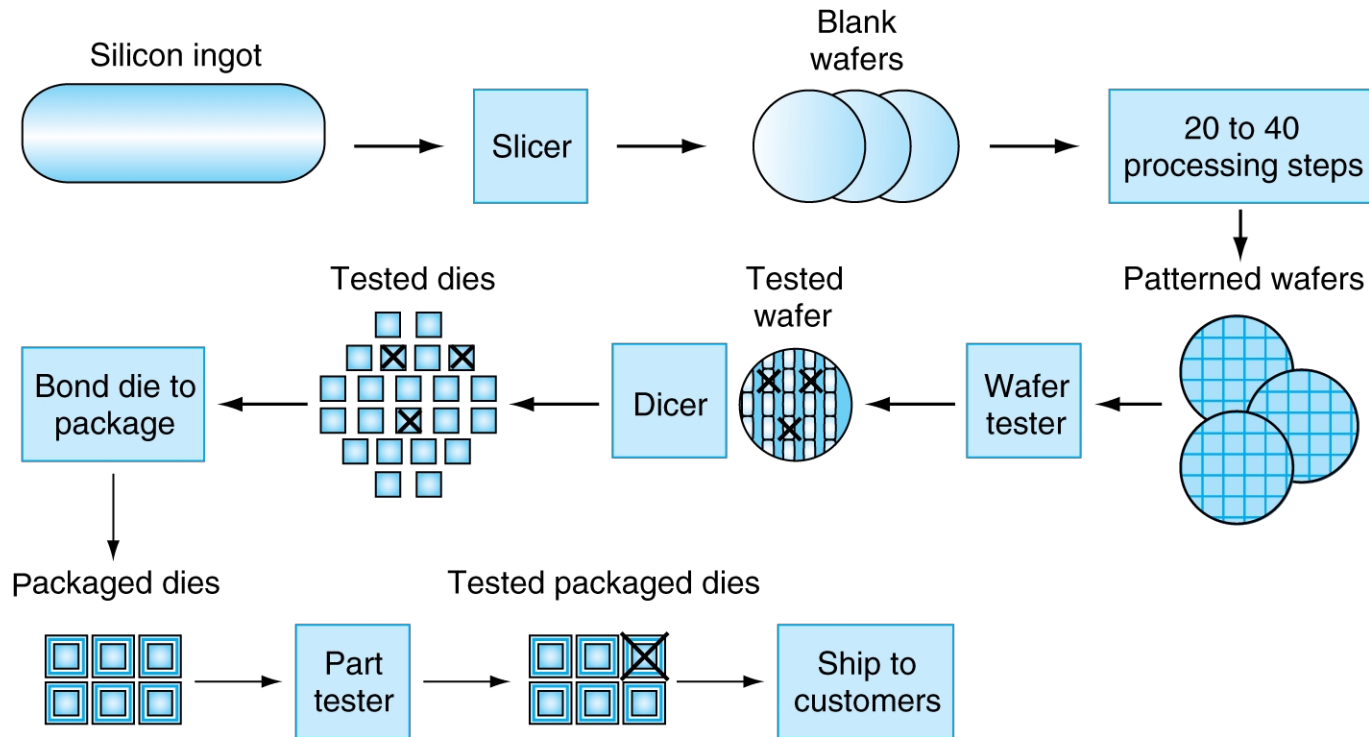 Silicon ingot
Slicer
Blank
wafers
20 to 40
processing steps
Patterned wafers
Wafer
tester
Tested
wafer
Dicer
Tested dies
Bond die to
package
Packaged dies
Part
tester
Tested packaged dies
Ship to
customers